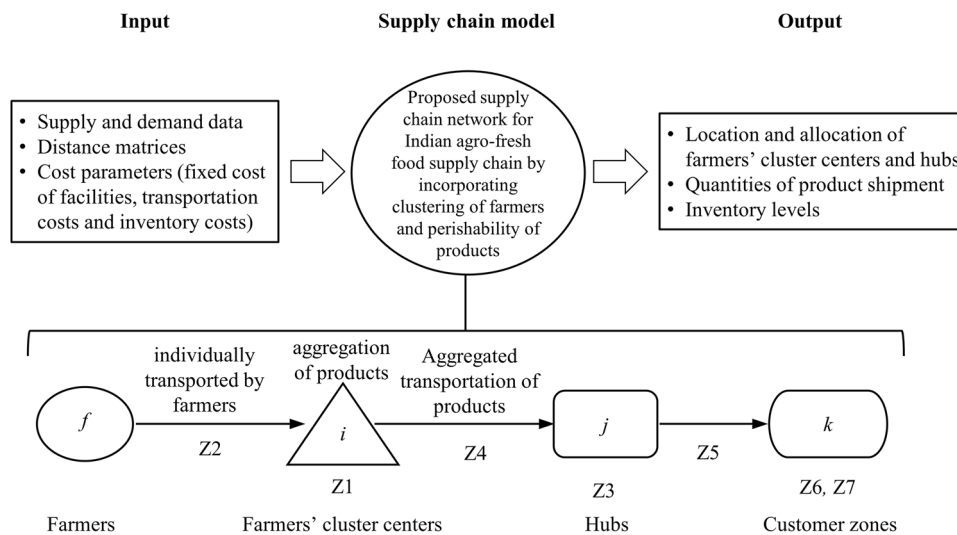 Input
Supply chain model
Output
• Supply and demand data
• Distance matrices
• Cost parameters (fixed cost
of facilities, transportation
costs and inventory costs)
Proposed supply
chain network for
Indian agro-fresh
food supply chain by
incorporating
clustering of farmers
and perishability of
products
• Location and allocation of
farmers' cluster centers and hubs
• Quantities of product shipment
• Inventory levels
individually
transported by
farmers
aggregation
of products
Aggregated
transportation of
products
f
i
j
k
Z2
Z4
Z5
Z1
Z3
Z6, Z7
Farmers
Farmers' cluster centers
Hubs
Customer zones